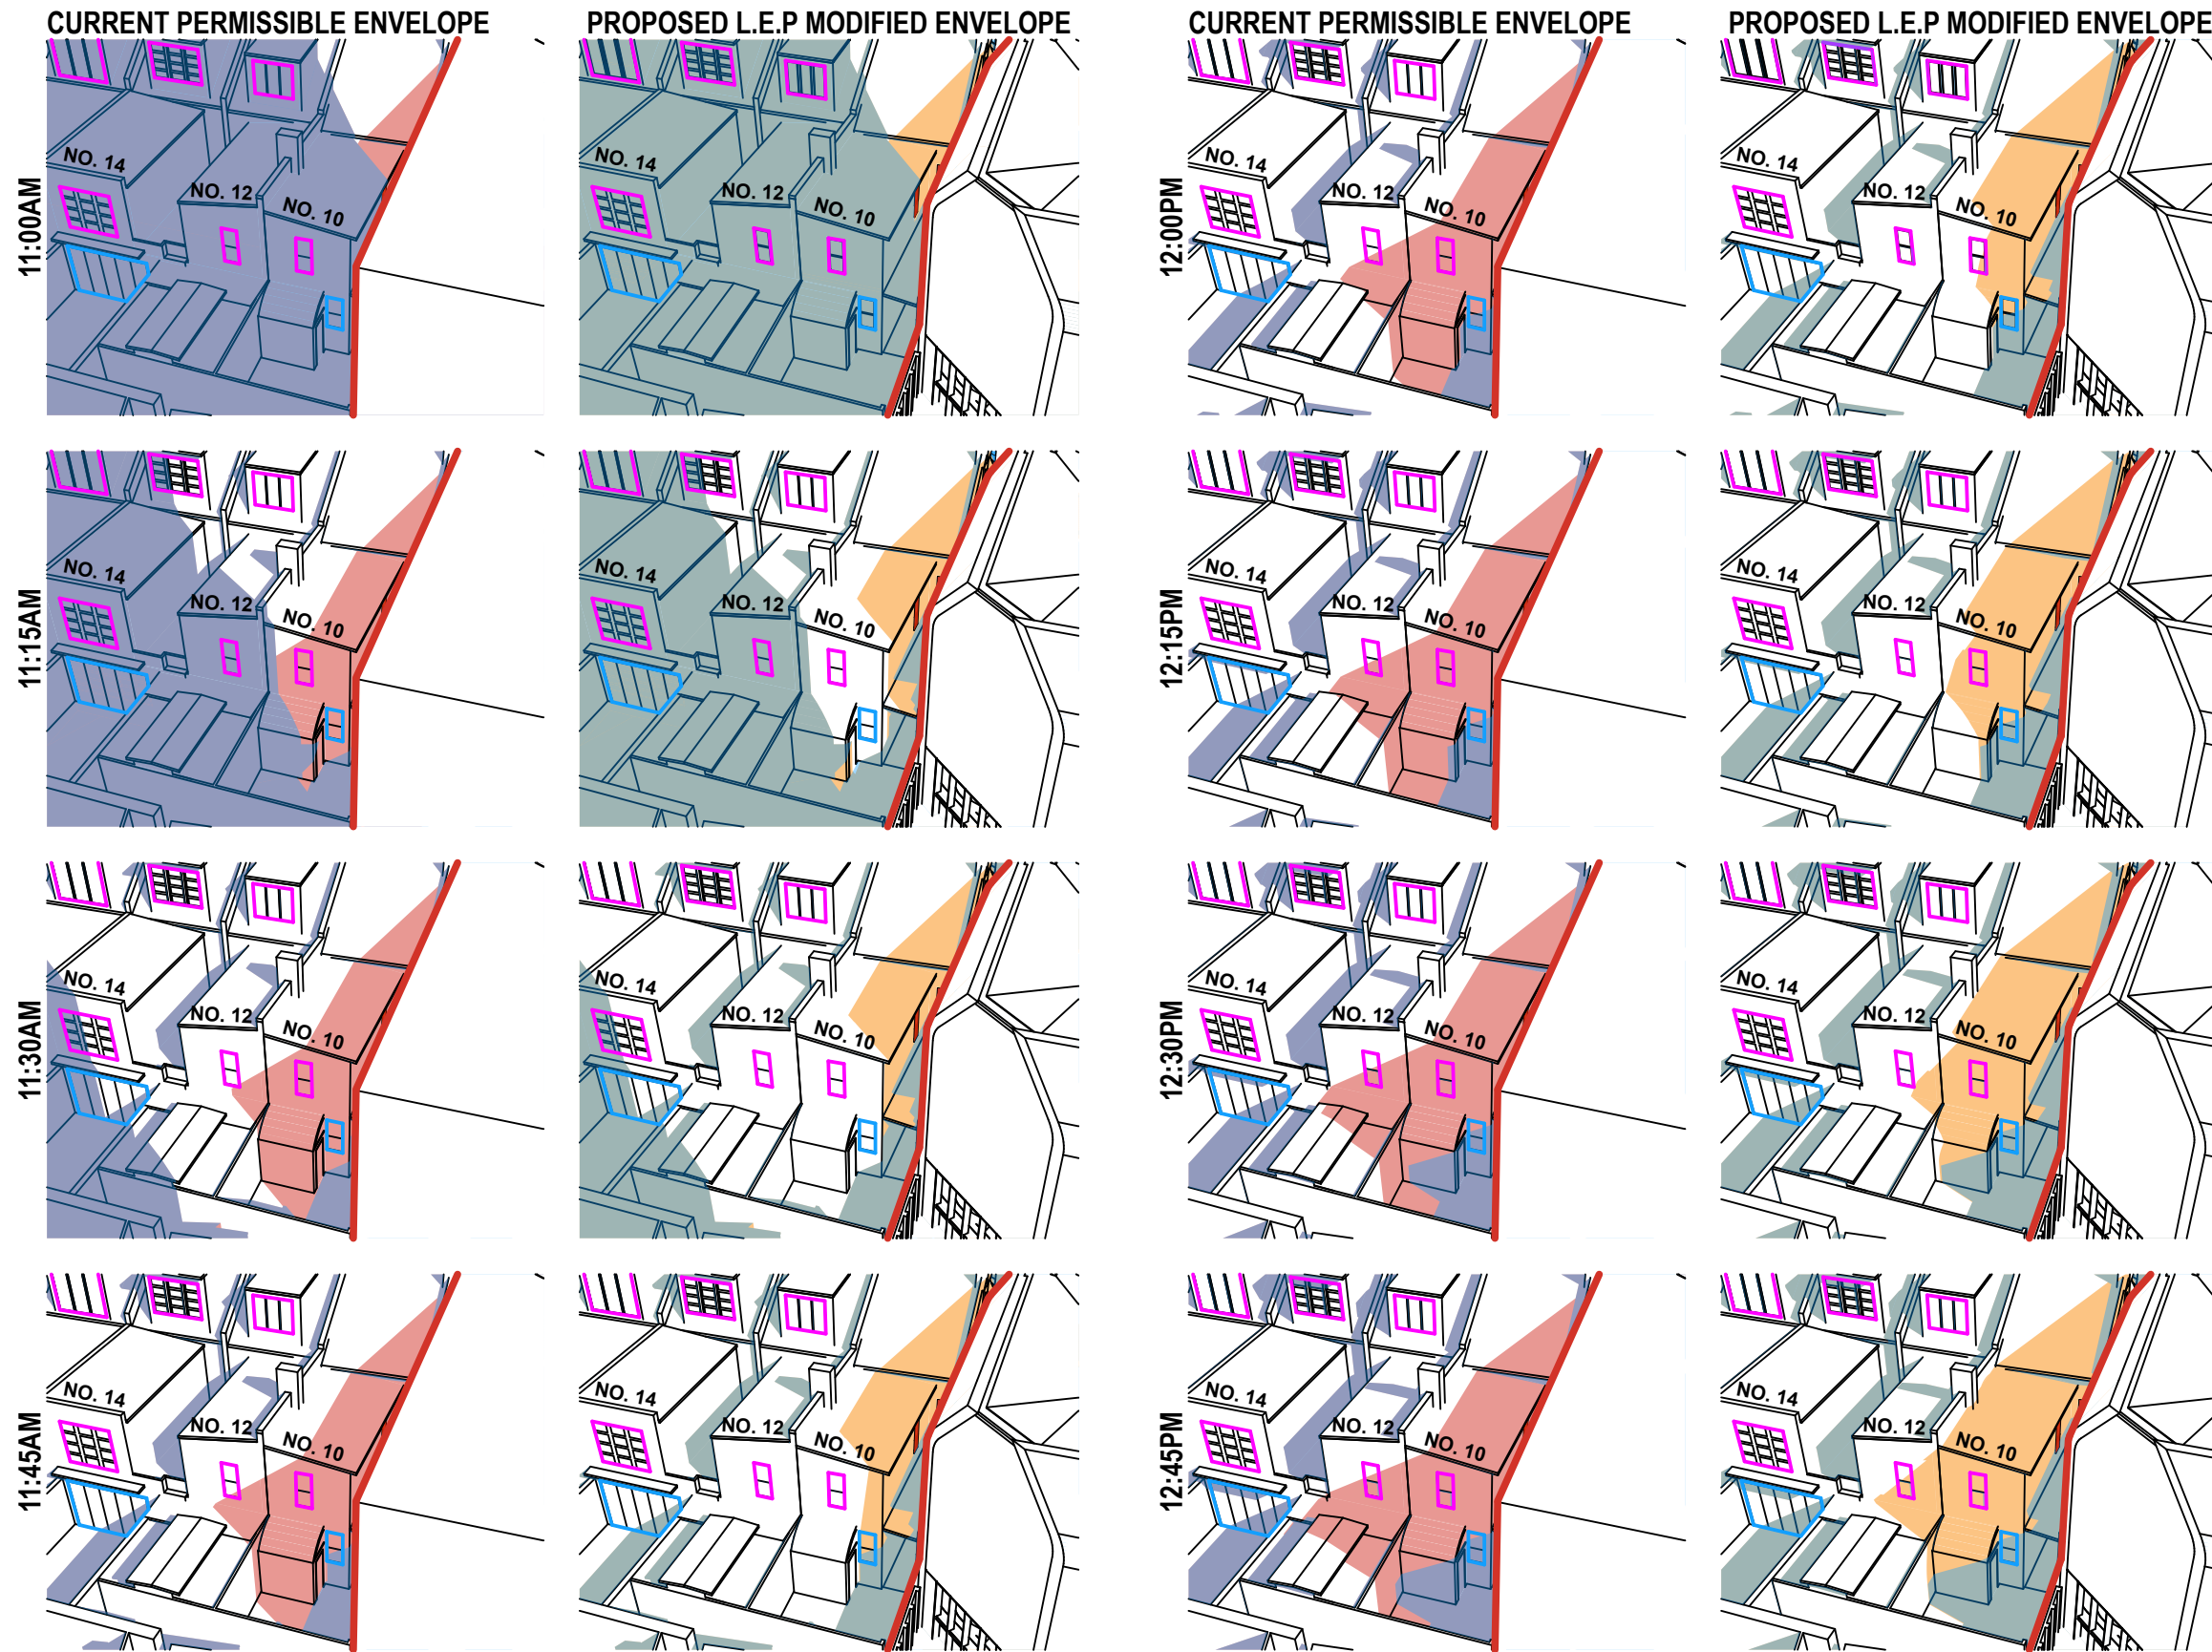 CURRENT PERMISSIBLE ENVELOPE
PROPOSED L.E.P MODIFIED ENVELOPE
CURRENT PERMISSIBLE ENVELOPE
PROPOSED L.E.P MODIFIED ENVELOPE
11:00AM
NO. 14
NO. 12
NO. 10
NO. 14
NO. 12
NO. 10
12:00PM
NO. 14
NO. 12
NO. 10
NO. 14
NO. 12
NO. 10
11:15AM
NO. 14
NO. 12
NO. 10
NO. 14
NO. 12
NO. 10
12:15PM
NO. 14
NO. 12
NO. 10
NO. 14
NO. 12
NO. 10
11:30AM
NO. 14
NO. 12
NO. 10
NO. 14
NO. 12
NO. 10
12:30PM
NO. 14
NO. 12
NO. 10
NO. 14
NO. 12
NO. 10
11:45AM
NO. 14
NO. 12
NO. 10
NO. 14
NO. 12
NO. 10
12:45PM
NO. 14
NO. 12
NO. 10
NO. 14
NO. 12
NO. 10